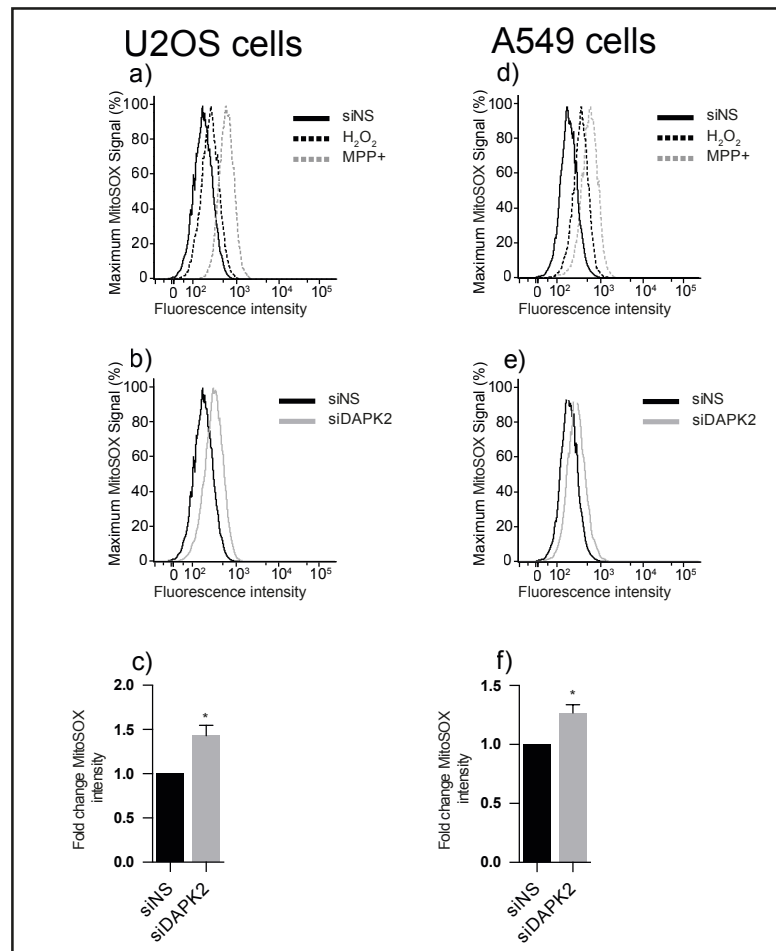 U2OS cells
A549 cells
a)
Maximum MitoSOX Signal (%)
100
80
60
40
20
0
siNS
H₂O₂
MPP+
0 10² 10³ 10⁴ 10⁵
Fluorescence intensity
d)
Maximum MitoSOX Signal (%)
100
80
60
40
20
0
siNS
H₂O₂
MPP+
0 10² 10³ 10⁴ 10⁵
Fluorescence intensity
b)
Maximum MitoSOX Signal (%)
100
80
60
40
20
0
siNS
siDAPK2
0 10² 10³ 10⁴ 10⁵
Fluorescence intensity
e)
Maximum MitoSOX Signal (%)
100
80
60
40
20
0
siNS
siDAPK2
0 10² 10³ 10⁴ 10⁵
Fluorescence intensity
c)
Fold change MitoSOX
intensity
2.0
1.5
1.0
0.5
0.0
*
siNS
siDAPK2
f)
Fold change MitoSOX
intensity
1.5
1.0
0.5
0.0
*
siNS
siDAPK2